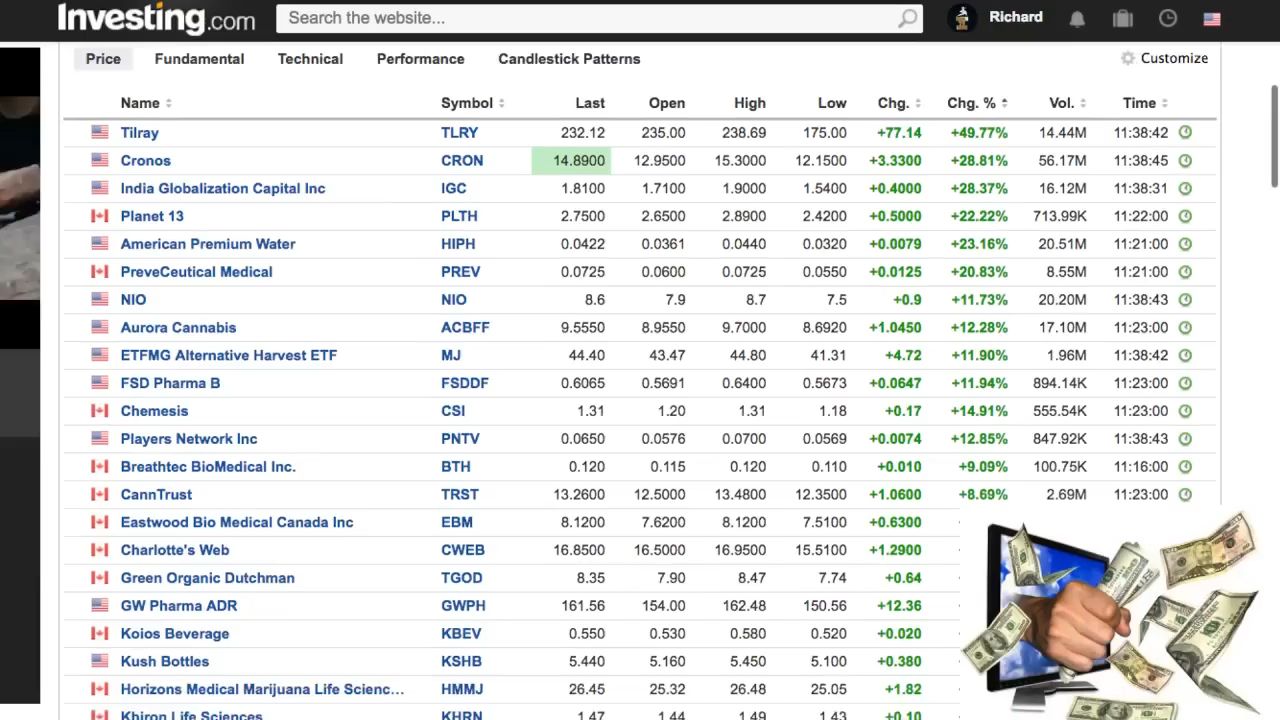 Investing.com Search the website... Richard
Price Fundamental Technical Performance Candlestick Patterns Customize
Name Symbol Last Open High Low Chg. Chg. % Vol. Time
Tilray TLRY 232.12 235.00 238.69 175.00 +77.14 +49.77% 14.44M 11:38:42
Cronos CRON 14.8900 12.9500 15.3000 12.1500 +3.3300 +28.81% 56.17M 11:38:45
India Globalization Capital Inc IGC 1.8100 1.7100 1.9000 1.5400 +0.4000 +28.37% 16.12M 11:38:31
Planet 13 PLTH 2.7500 2.6500 2.8900 2.4200 +0.5000 +22.22% 713.99K 11:22:00
American Premium Water HIPH 0.0422 0.0361 0.0440 0.0320 +0.0079 +23.16% 20.51M 11:21:00
PreveCeutical Medical PREV 0.0725 0.0600 0.0725 0.0550 +0.0125 +20.83% 8.55M 11:21:00
NIO NIO 8.6 7.9 8.7 7.5 +0.9 +11.73% 20.20M 11:38:43
Aurora Cannabis ACBFF 9.5550 8.9550 9.7000 8.6920 +1.0450 +12.28% 17.10M 11:23:00
ETFMG Alternative Harvest ETF MJ 44.40 43.47 44.80 41.31 +4.72 +11.90% 1.96M 11:38:42
FSD Pharma B FSDDF 0.6065 0.5691 0.6400 0.5673 +0.0647 +11.94% 894.14K 11:23:00
Chemesis CSI 1.31 1.20 1.31 1.18 +0.17 +14.91% 555.54K 11:23:00
Players Network Inc PNTV 0.0650 0.0576 0.0700 0.0569 +0.0074 +12.85% 847.92K 11:38:43
Breathtec BioMedical Inc. BTH 0.120 0.115 0.120 0.110 +0.010 +9.09% 100.75K 11:16:00
CannTrust TRST 13.2600 12.5000 13.4800 12.3500 +1.0600 +8.69% 2.69M 11:23:00
Eastwood Bio Medical Canada Inc EBM 8.1200 7.6200 8.1200 7.5100 +0.6300
Charlotte's Web CWEB 16.8500 16.5000 16.9500 15.5100 +1.2900
Green Organic Dutchman TGOD 8.35 7.90 8.47 7.74 +0.64
GW Pharma ADR GWPH 161.56 154.00 162.48 150.56 +12.36
Koios Beverage KBEV 0.550 0.530 0.580 0.520 +0.020
Kush Bottles KSHB 5.440 5.160 5.450 5.100 +0.380
Horizons Medical Marijuana Life Scienc... HMMJ 26.45 25.32 26.48 25.05 +1.82
Khiron Life Sciences KHRN 1.47 1.44 1.49 1.43 +0.10